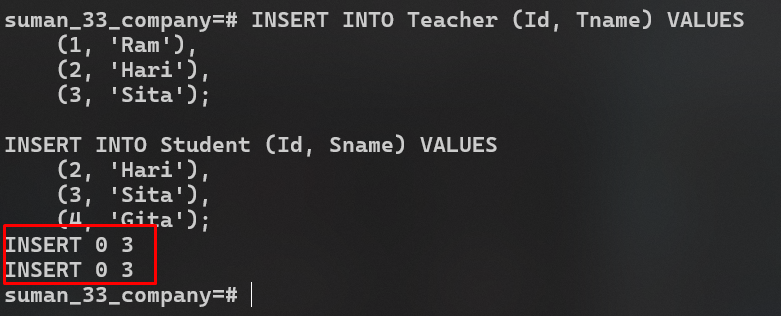 suman_33_company=# INSERT INTO Teacher (Id, Tname) VALUES
    (1, 'Ram'),
    (2, 'Hari'),
    (3, 'Sita');

INSERT INTO Student (Id, Sname) VALUES
    (2, 'Hari'),
    (3, 'Sita'),
    (4, 'Gita');
INSERT 0 3
INSERT 0 3
suman_33_company=#